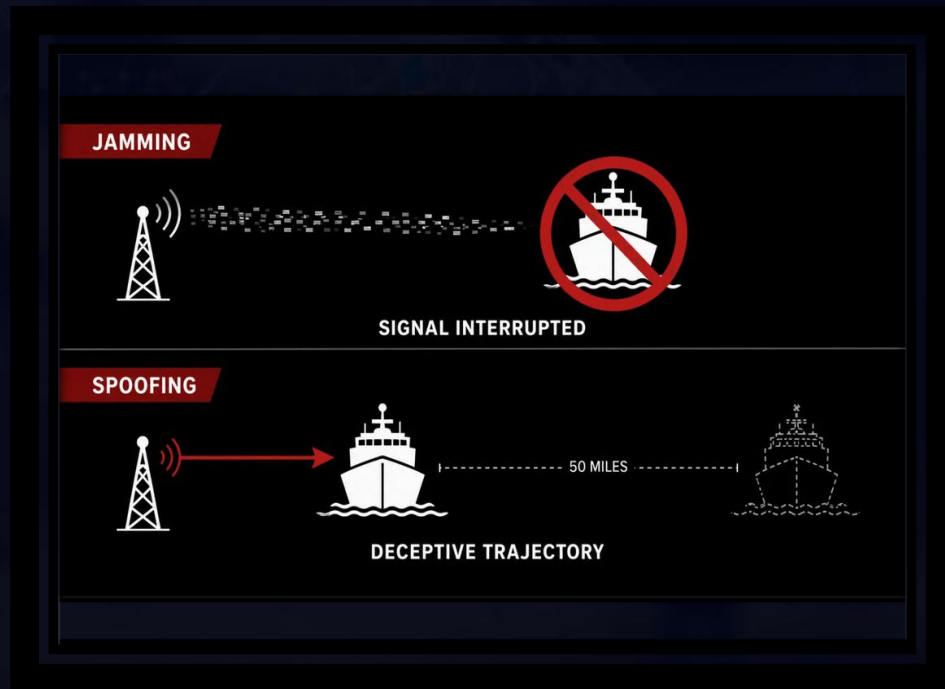 JAMMING
SIGNAL INTERRUPTED
SPOOFING
50 MILES
DECEPTIVE TRAJECTORY